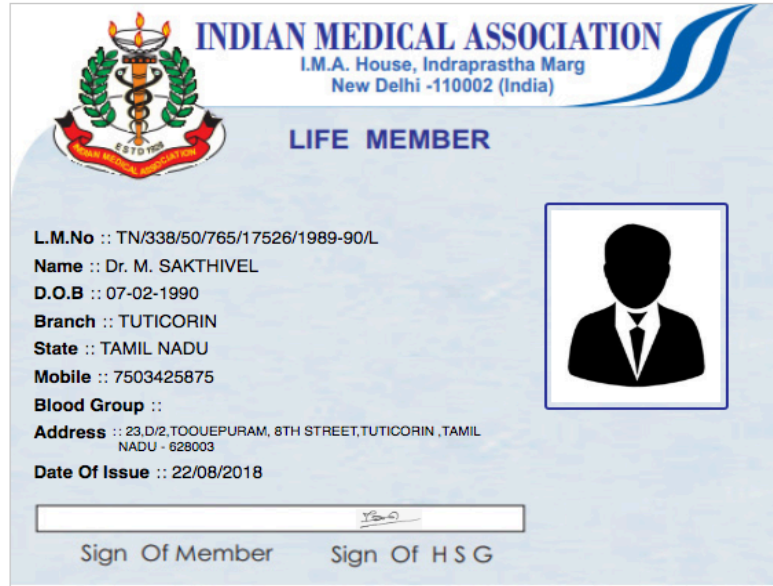 INDIAN MEDICAL ASSOCIATION
I.M.A. House, Indraprastha Marg
New Delhi -110002 (India)
ESTD 1928
INDIAN MEDICAL ASSOCIATION
LIFE MEMBER
L.M.No :: TN/338/50/765/17526/1989-90/L
Name :: Dr. M. SAKTHIVEL
D.O.B :: 07-02-1990
Branch :: TUTICORIN
State :: TAMIL NADU
Mobile :: 7503425875
Blood Group ::
Address :: 23,D/2,TOOUEPURAM, 8TH STREET,TUTICORIN ,TAMIL
NADU - 628003
Date Of Issue :: 22/08/2018
Sign Of Member Sign Of H S G